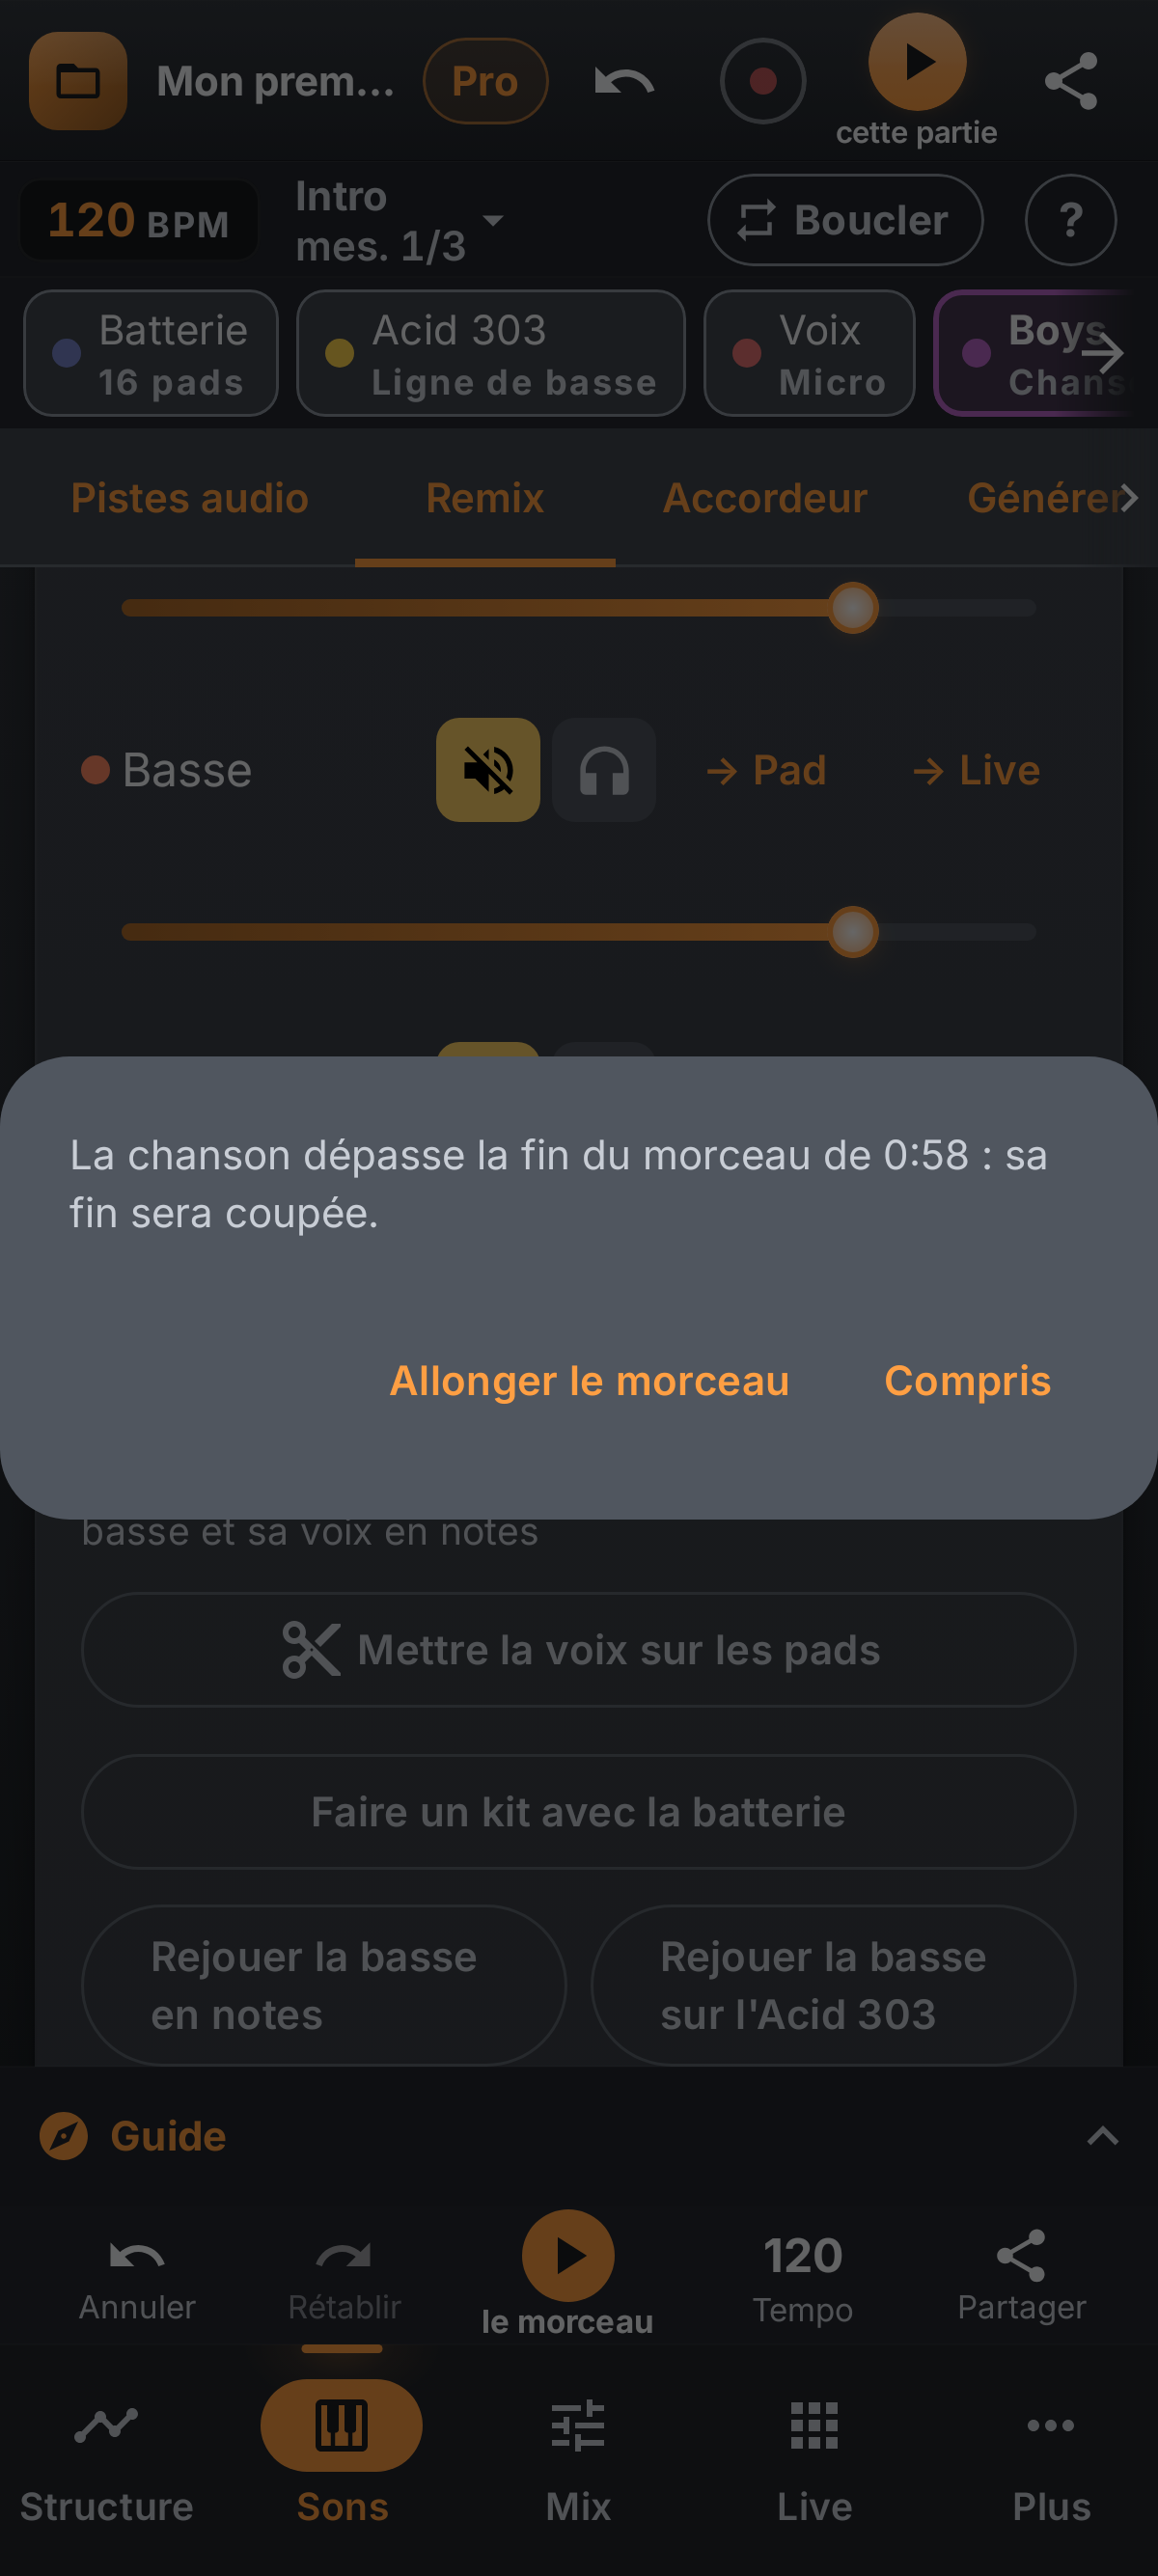 Mon prem...
Pro
cette partie
120 BPM
Intro
mes. 1/3
Boucler
?
Batterie
16 pads
Acid 303
Ligne de basse
Voix
Micro
Boys
Chans
Pistes audio
Remix
Accordeur
Générer
Basse
→ Pad
→ Live
La chanson dépasse la fin du morceau de 0:58 : sa
fin sera coupée.
Allonger le morceau
Compris
basse et sa voix en notes
Mettre la voix sur les pads
Faire un kit avec la batterie
Rejouer la basse
en notes
Rejouer la basse
sur l'Acid 303
Guide
Annuler
Rétablir
le morceau
120
Tempo
Partager
Structure
Sons
Mix
Live
Plus